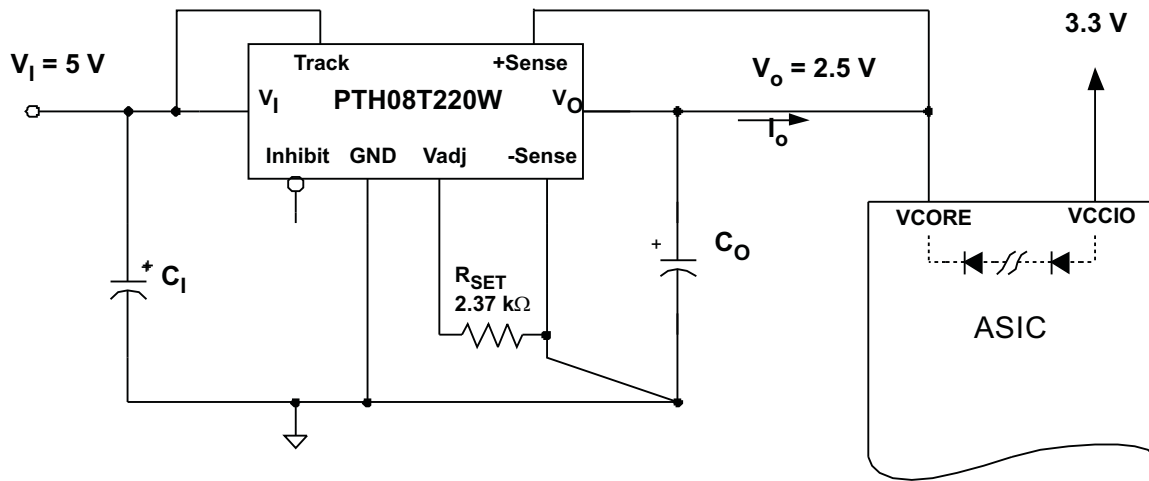 3.3 V
V_I = 5 V
Track
+Sense
V_o = 2.5 V
V_I
PTH08T220W
V_O
I_o
Inhibit
GND
Vadj
-Sense
VCORE
VCCIO
+
C_I
+
C_O
R_SET
2.37 kΩ
ASIC